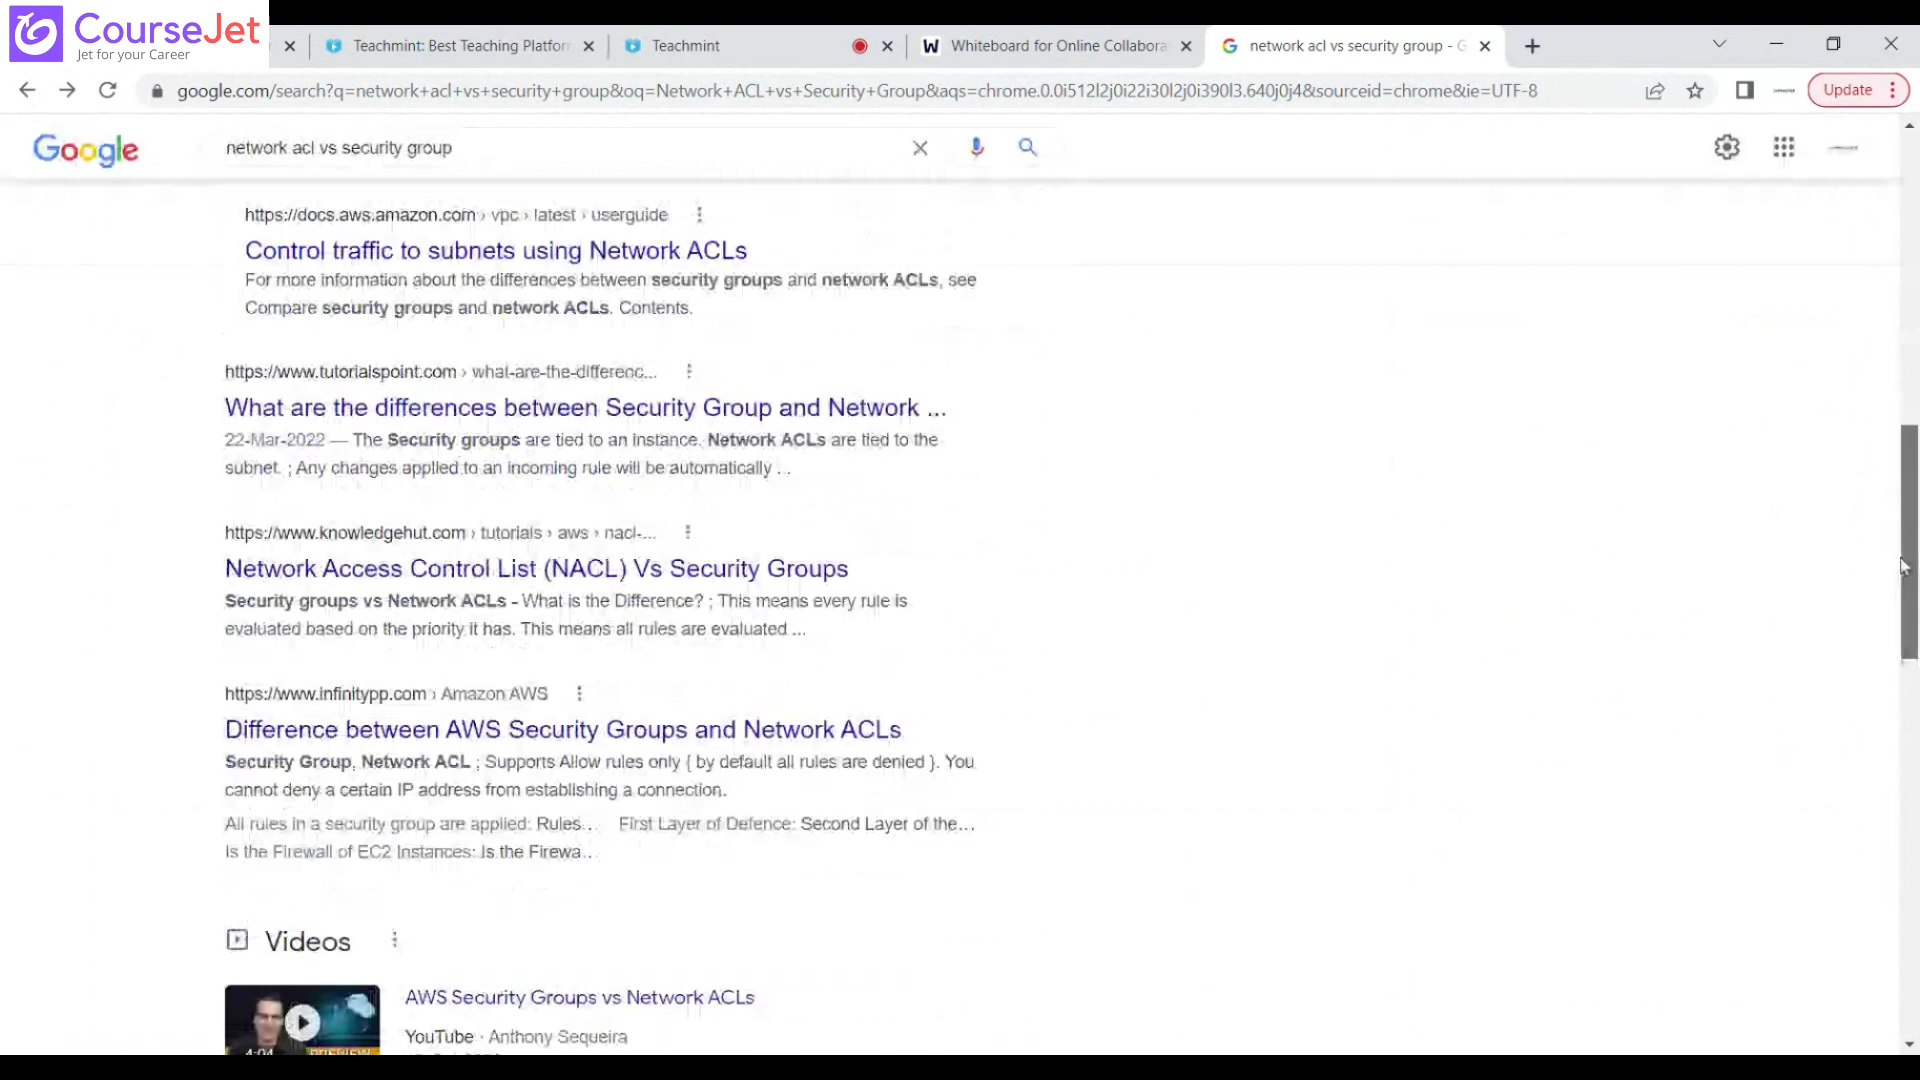 CourseJet
Jet for your Career
Teachmint: Best Teaching Platfor
Teachmint
Whiteboard for Online Collabora
network acl vs security group - G
google.com/search?q=network+acl+vs+security+group&oq=Network+ACL+vs+Security+Group&aqs=chrome.0.0i512l2j0i22i30l2j0i390l3.640j0j4&sourceid=chrome&ie=UTF-8
Update
Google
network acl vs security group
https://docs.aws.amazon.com › vpc › latest › userguide
Control traffic to subnets using Network ACLs
For more information about the differences between security groups and network ACLs, see
Compare security groups and network ACLs. Contents.
https://www.tutorialspoint.com › what-are-the-differenc...
What are the differences between Security Group and Network ...
22-Mar-2022 — The Security groups are tied to an instance. Network ACLs are tied to the
subnet. ; Any changes applied to an incoming rule will be automatically ...
https://www.knowledgehut.com › tutorials › aws › nacl-...
Network Access Control List (NACL) Vs Security Groups
Security groups vs Network ACLs - What is the Difference? ; This means every rule is
evaluated based on the priority it has. This means all rules are evaluated ...
https://www.infinitypp.com › Amazon AWS
Difference between AWS Security Groups and Network ACLs
Security Group, Network ACL ; Supports Allow rules only { by default all rules are denied }. You
cannot deny a certain IP address from establishing a connection.
All rules in a security group are applied: Rules... First Layer of Defence: Second Layer of the...
Is the Firewall of EC2 Instances: Is the Firewa...
Videos
AWS Security Groups vs Network ACLs
YouTube · Anthony Sequeira
4:04